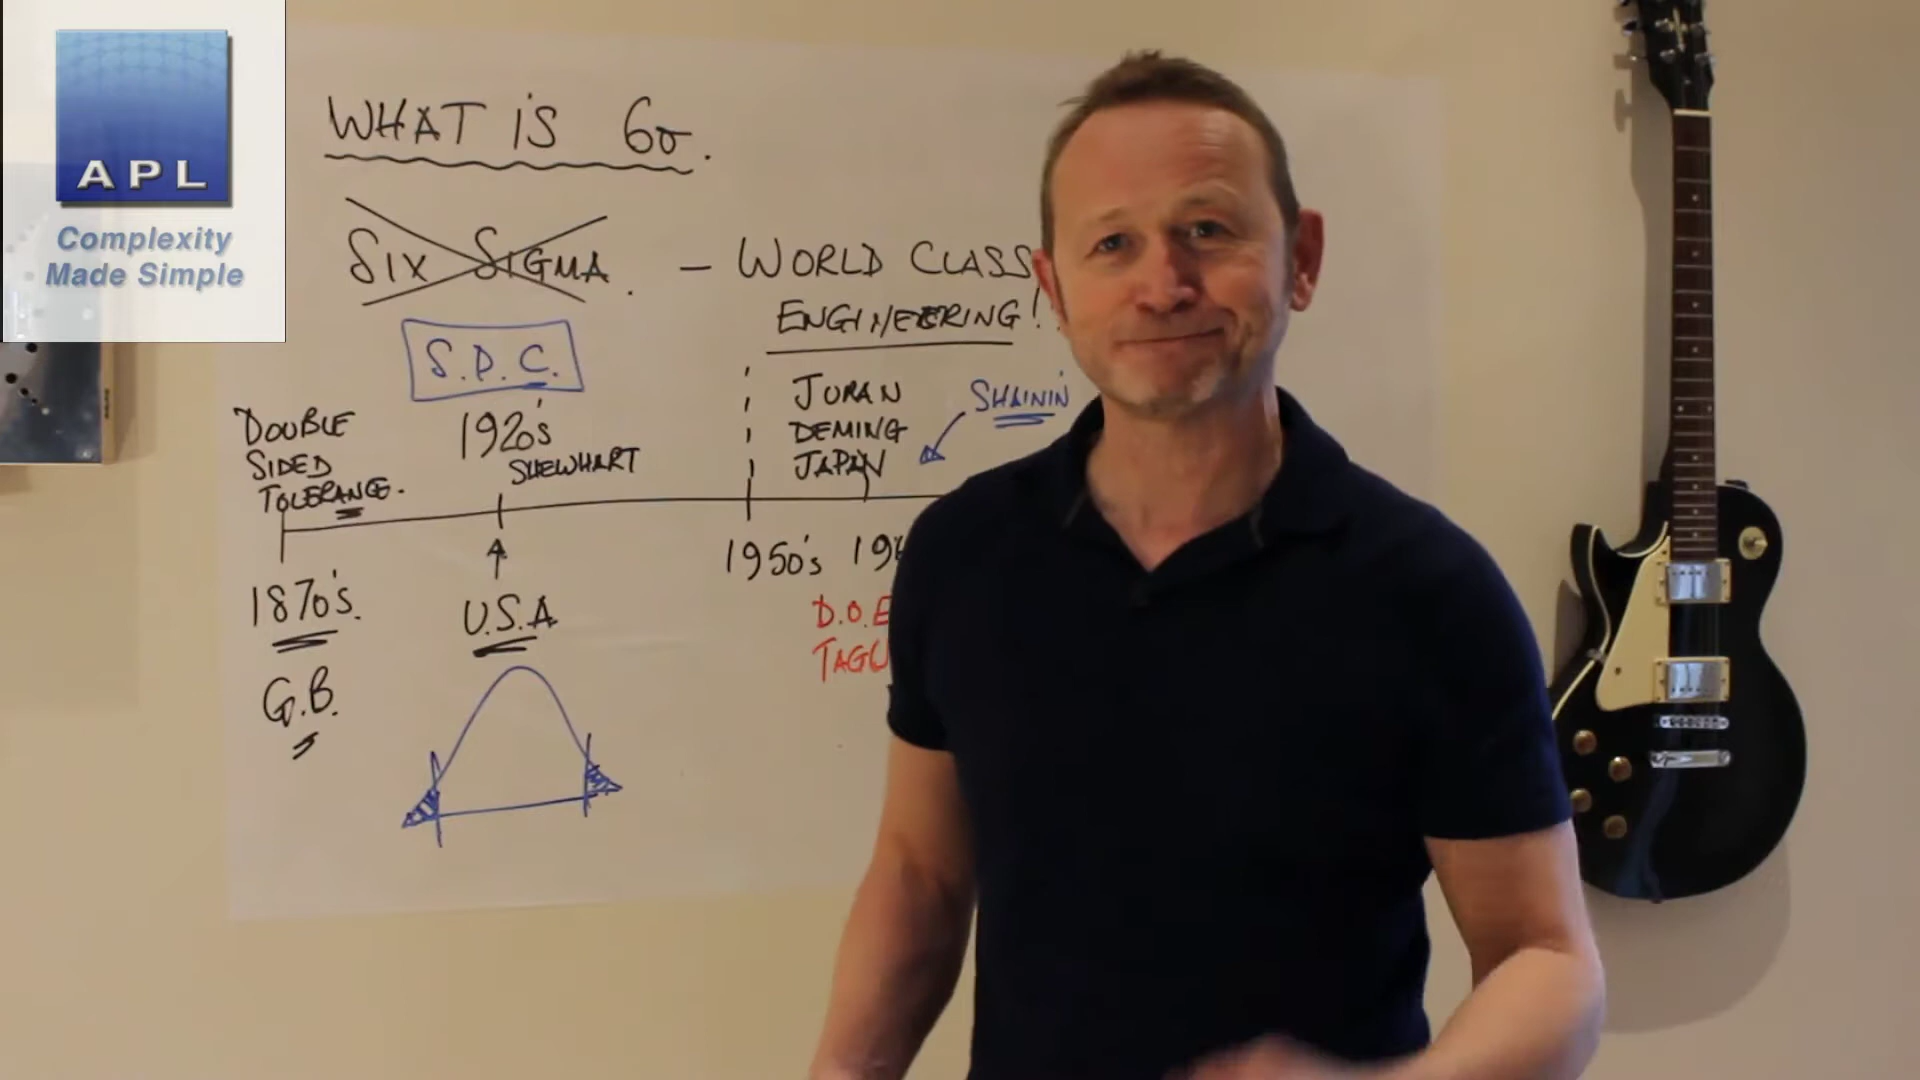 APL
Complexity
Made Simple
WHAT IS 6σ.
SIX SIGMA. - WORLD CLASS
ENGINEERING!
S.P.C.
1920's
SHEWHART
DOUBLE
SIDED
TOLERANCE.
JURAN
DEMING
JAPAN
SHAININ
1870's.
G.B.
U.S.A
1950's
D.O.E